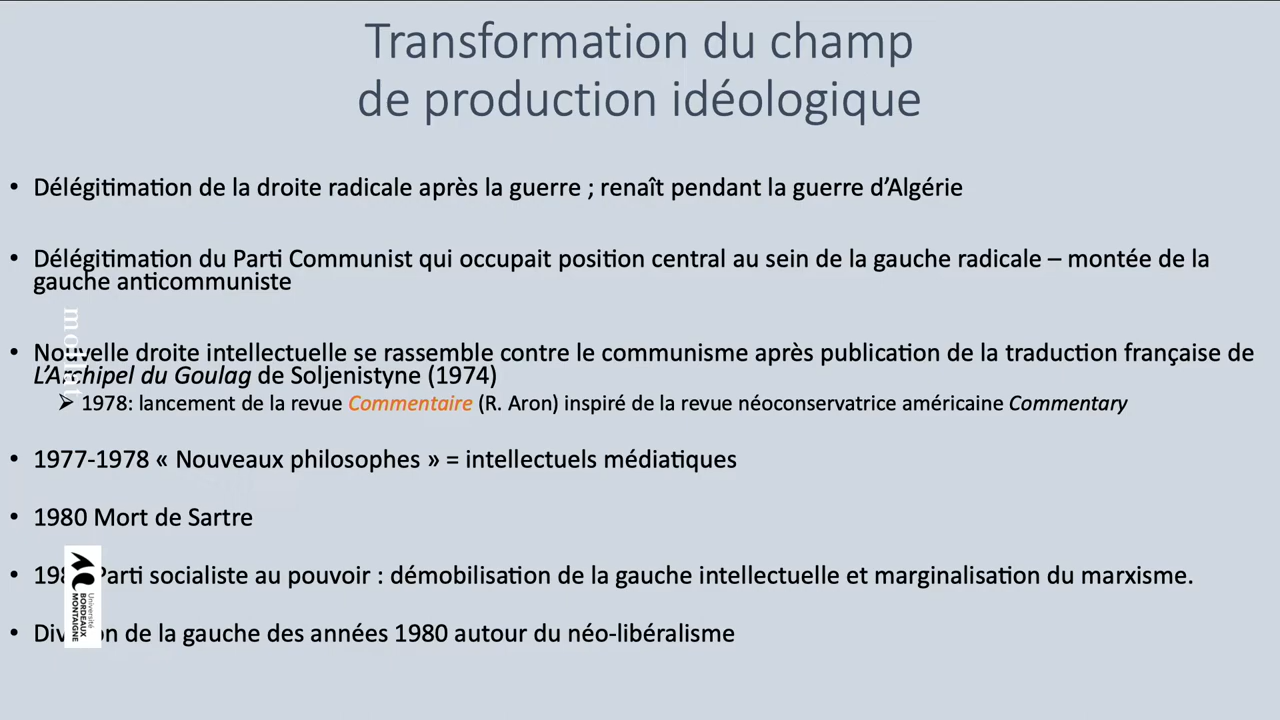 Transformation du champ
de production idéologique
• Délégitimation de la droite radicale après la guerre ; renaît pendant la guerre d’Algérie
• Délégitimation du Parti Communist qui occupait position central au sein de la gauche radicale – montée de la
gauche anticommuniste
• Nouvelle droite intellectuelle se rassemble contre le communisme après publication de la traduction française de
L’Archipel du Goulag de Soljenistyne (1974)
➢ 1978: lancement de la revue Commentaire (R. Aron) inspiré de la revue néoconservatrice américaine Commentary
• 1977-1978 « Nouveaux philosophes » = intellectuels médiatiques
• 1980 Mort de Sartre
• Parti socialiste au pouvoir : démobilisation de la gauche intellectuelle et marginalisation du marxisme.
• Division de la gauche des années 1980 autour du néo-libéralisme
mollat
Université
BORDEAUX
MONTAIGNE